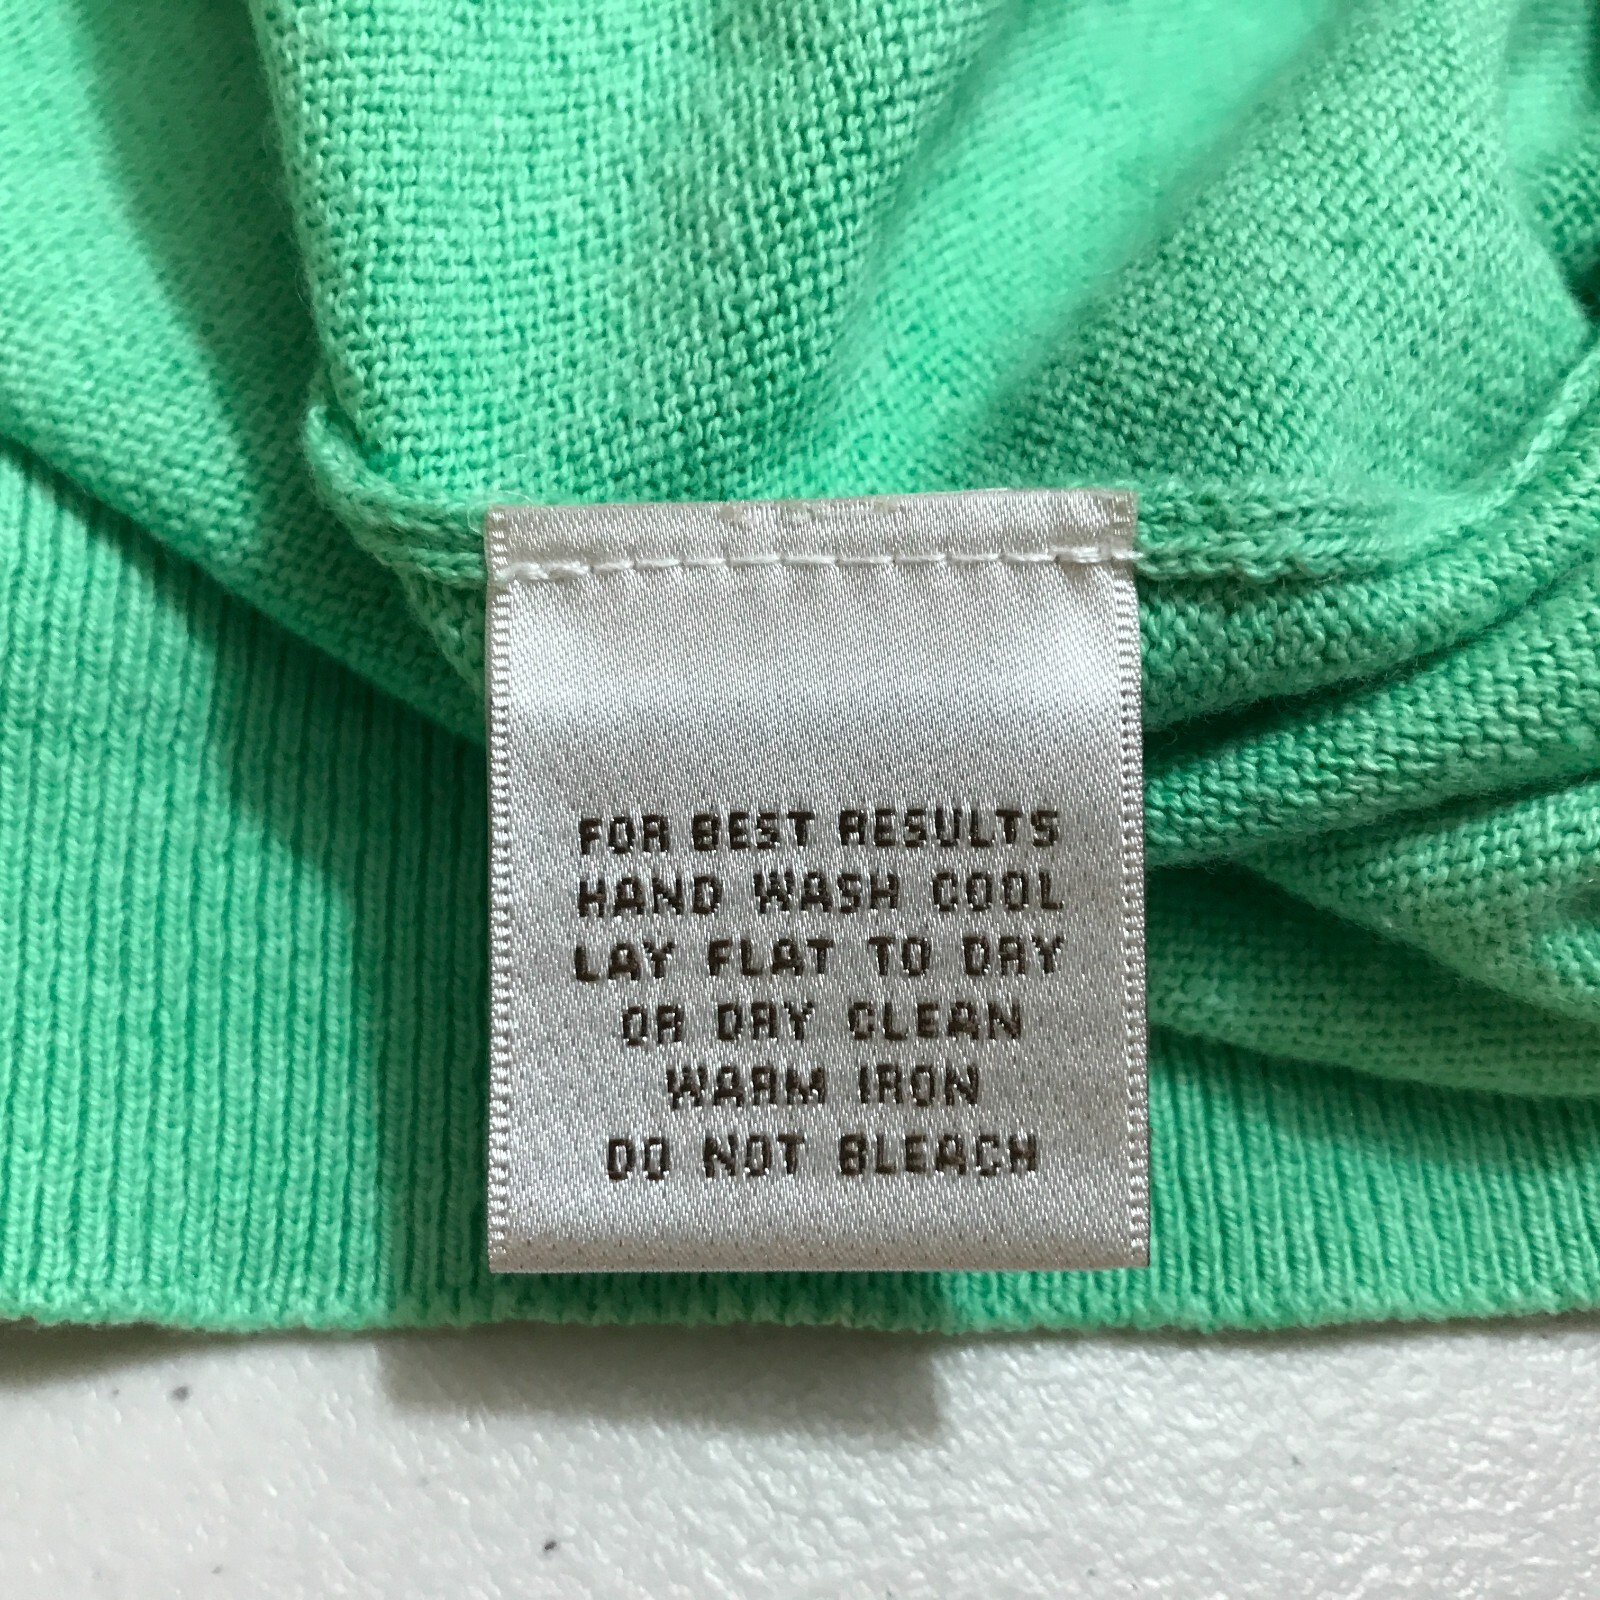 FOR BEST RESULTS
HAND WASH COOL
LAY FLAT TO DRY
OR DRY CLEAN
WARM IRON
DO NOT BLEACH